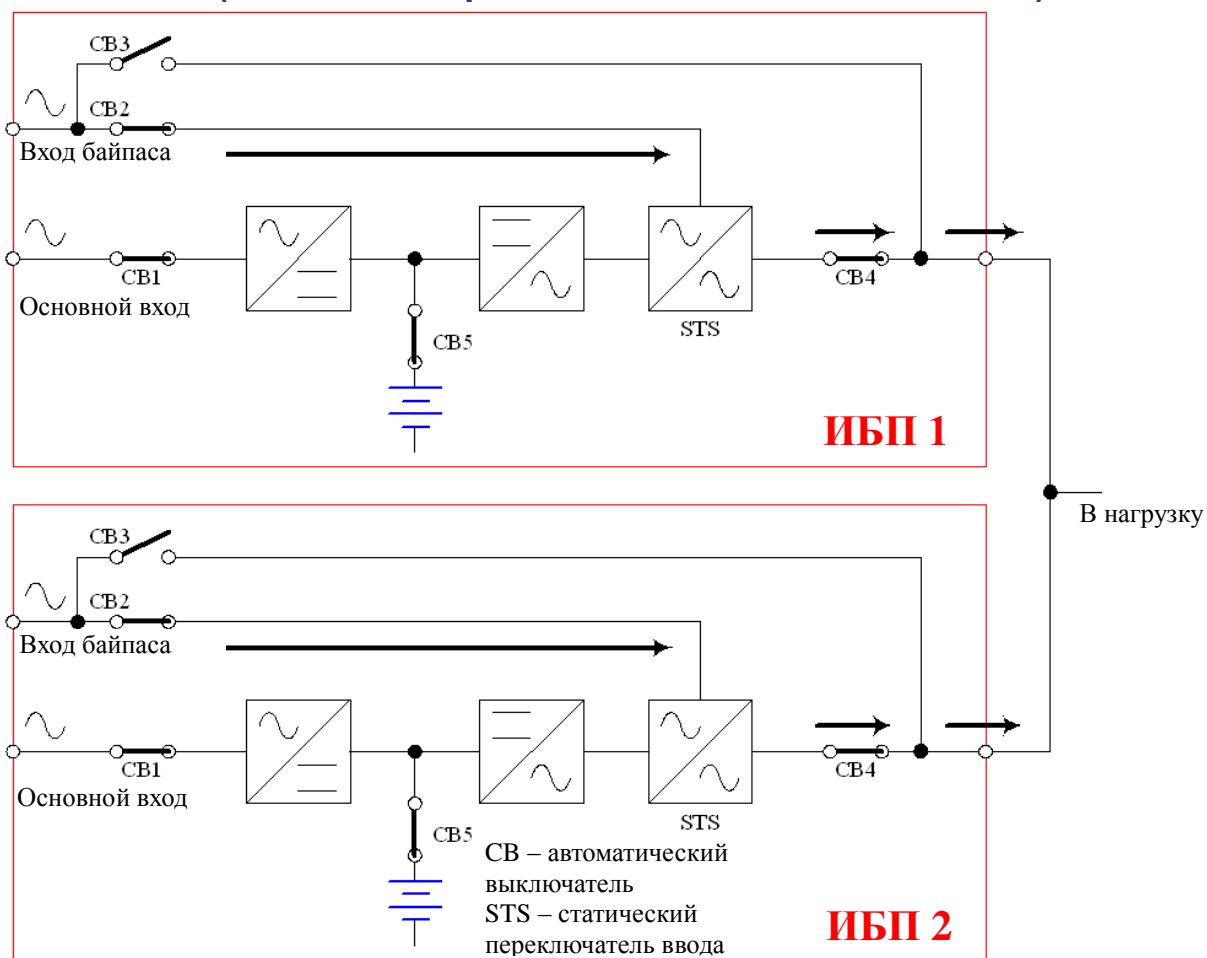 CB3
CB2
Вход байпаса
CB1
Основной вход
CB5
STS
CB4
ИБП 1
В нагрузку
CB3
CB2
Вход байпаса
CB1
Основной вход
CB5
STS
CB4
CB – автоматический
выключатель
STS – статический
переключатель ввода
ИБП 2